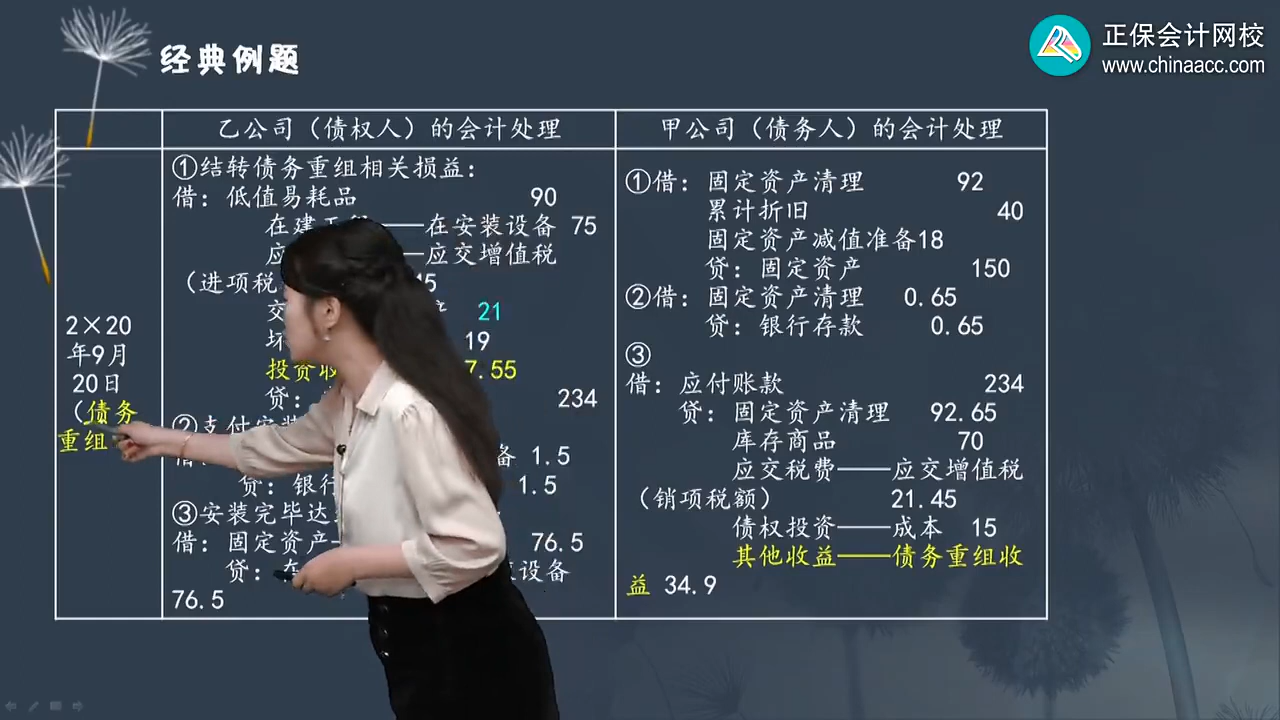 经典例题
正保会计网校
www.chinaacc.com
乙公司（债权人）的会计处理
甲公司（债务人）的会计处理
2×20
年9月
20日
（债务
重组
①结转债务重组相关损益：
借：低值易耗品 90
在建 ——在安装设备 75
应 ——应交增值税
（进项税 45
交 21
坏 19
投资收 7.55
贷： 234
②支付安装
1.5
贷：银行 1.5
③安装完毕达
借：固定资产— 76.5
贷：在 设备
76.5
①借：固定资产清理 92
累计折旧 40
固定资产减值准备18
贷：固定资产 150
②借：固定资产清理 0.65
贷：银行存款 0.65
③
借：应付账款 234
贷：固定资产清理 92.65
库存商品 70
应交税费——应交增值税
（销项税额） 21.45
债权投资——成本 15
其他收益——债务重组收
益 34.9